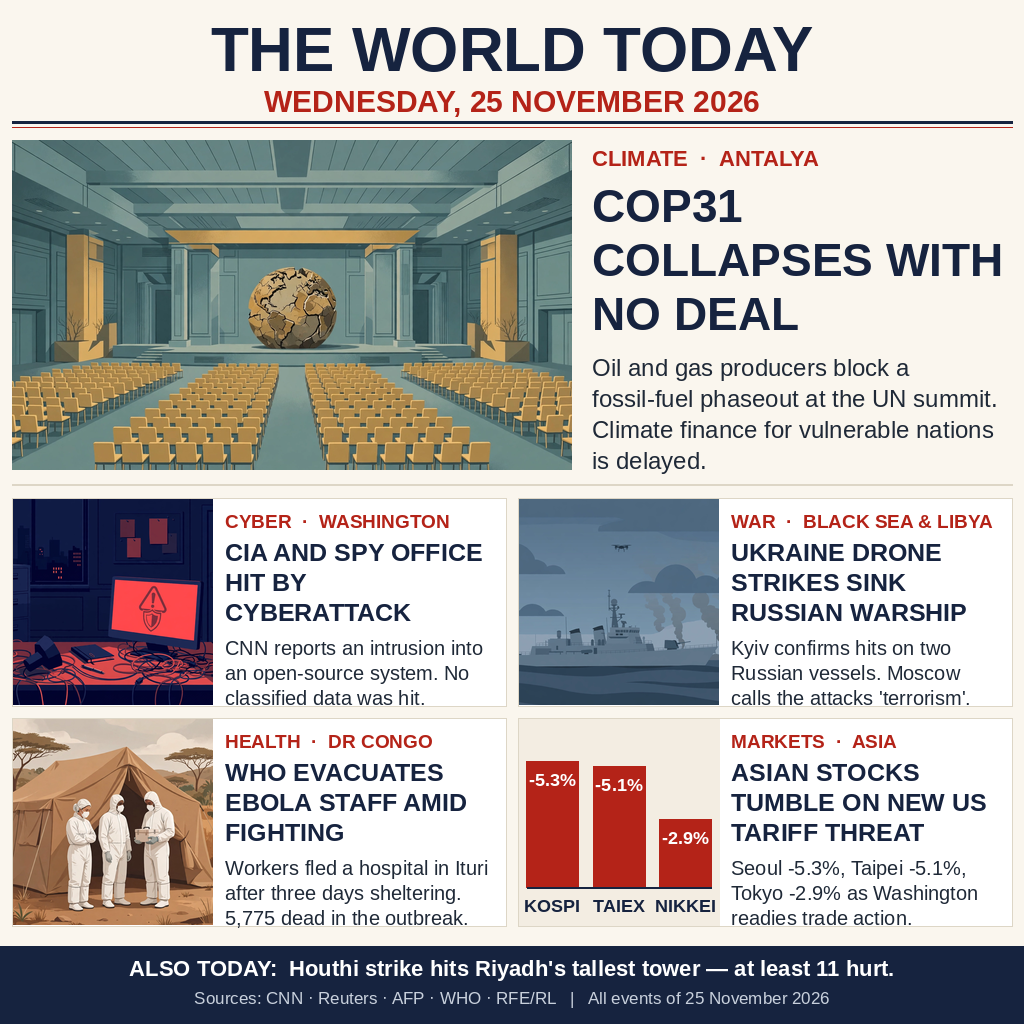 THE WORLD TODAY
WEDNESDAY, 25 NOVEMBER 2026
CLIMATE · ANTALYA
COP31
COLLAPSES WITH
NO DEAL
Oil and gas producers block a
fossil-fuel phaseout at the UN summit.
Climate finance for vulnerable nations
is delayed.
CYBER · WASHINGTON
CIA AND SPY OFFICE
HIT BY
CYBERATTACK
CNN reports an intrusion into
an open-source system. No
classified data was hit.
WAR · BLACK SEA & LIBYA
UKRAINE DRONE
STRIKES SINK
RUSSIAN WARSHIP
Kyiv confirms hits on two
Russian vessels. Moscow
calls the attacks 'terrorism'.
HEALTH · DR CONGO
WHO EVACUATES
EBOLA STAFF AMID
FIGHTING
Workers fled a hospital in Ituri
after three days sheltering.
5,775 dead in the outbreak.
-5.3%
-5.1%
-2.9%
KOSPI TAIEX NIKKEI
MARKETS · ASIA
ASIAN STOCKS
TUMBLE ON NEW US
TARIFF THREAT
Seoul -5.3%, Taipei -5.1%,
Tokyo -2.9% as Washington
readies trade action.
ALSO TODAY: Houthi strike hits Riyadh's tallest tower — at least 11 hurt.
Sources: CNN · Reuters · AFP · WHO · RFE/RL | All events of 25 November 2026